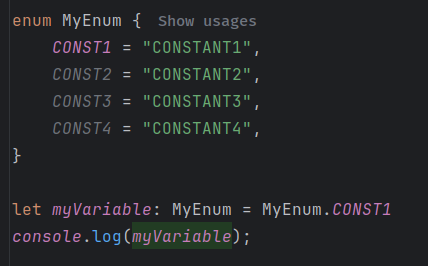 enum MyEnum {  Show usages
    CONST1 = "CONSTANT1",
    CONST2 = "CONSTANT2",
    CONST3 = "CONSTANT3",
    CONST4 = "CONSTANT4",
}
let myVariable: MyEnum = MyEnum.CONST1
console.log(myVariable);